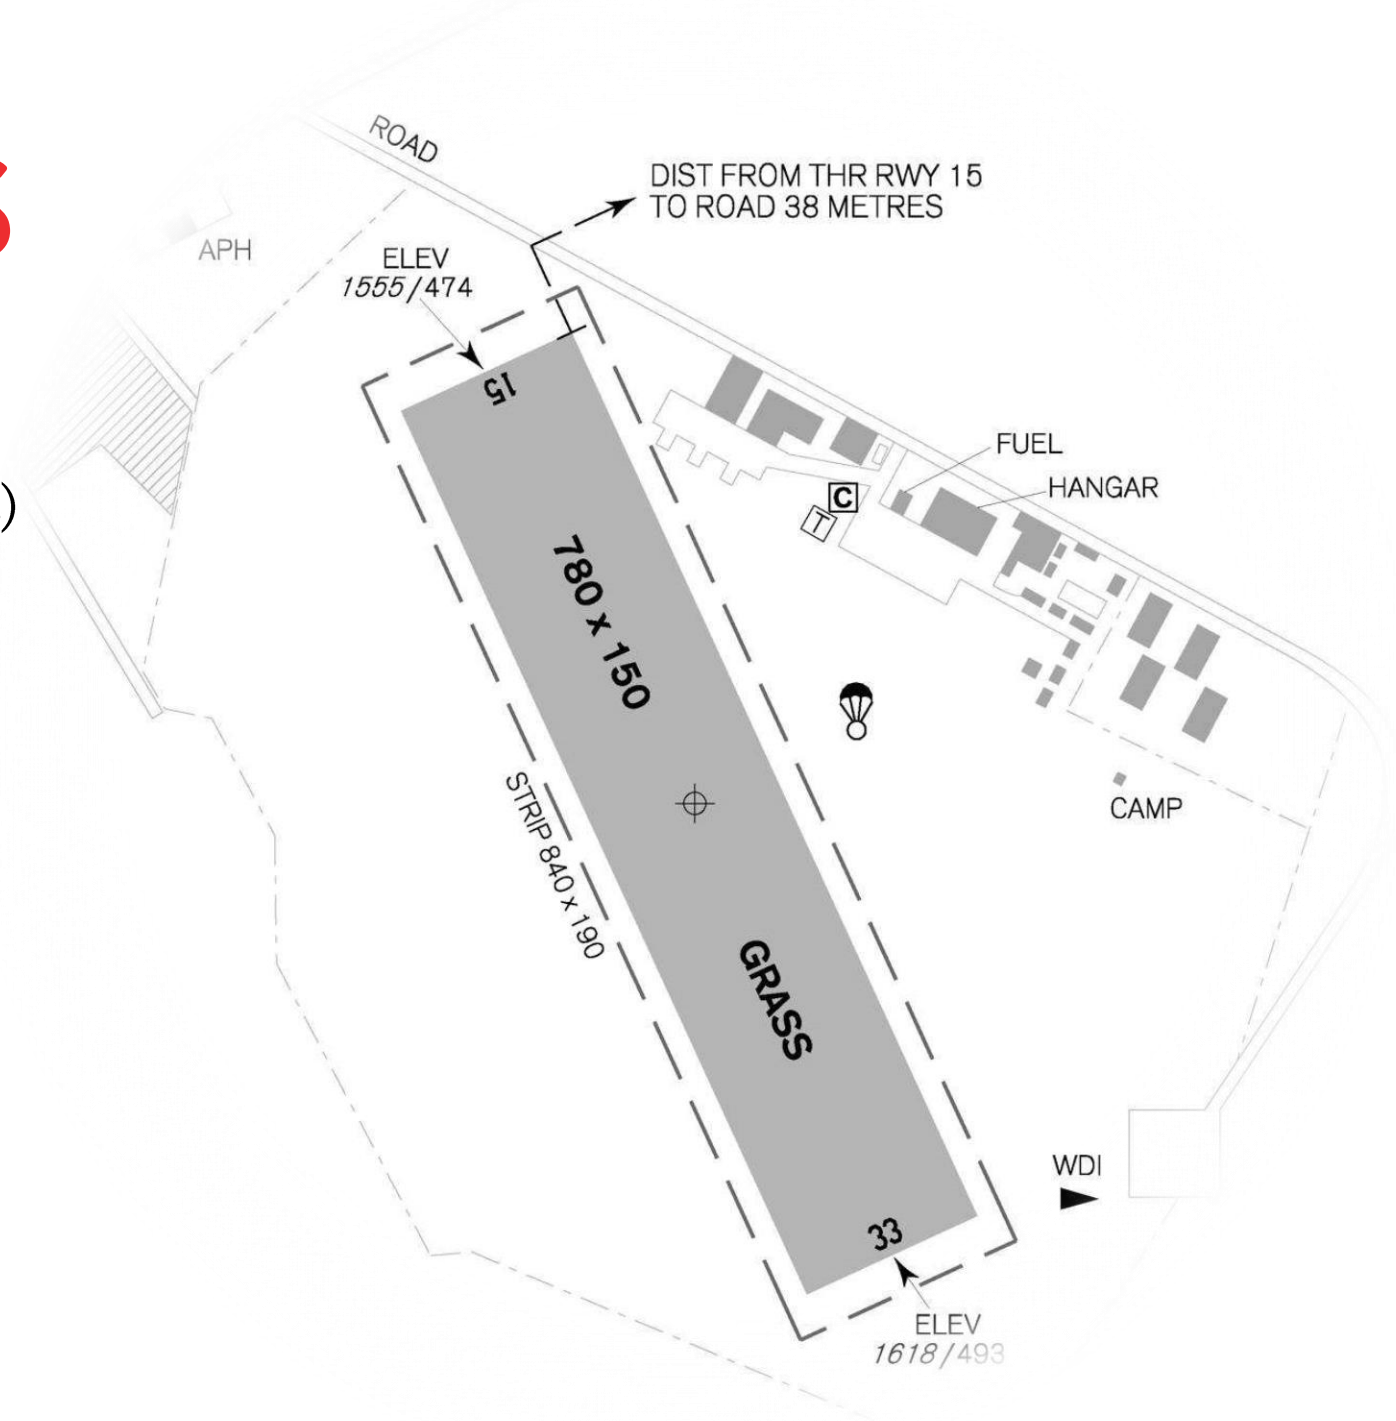 ROAD
DIST FROM THR RWY 15
TO ROAD 38 METRES
APH
ELEV
1555/474
15
FUEL
HANGAR
C
T
)
780 x 150
STRIP 840 x 190
CAMP
GRASS
WDI
33
ELEV
1618/493